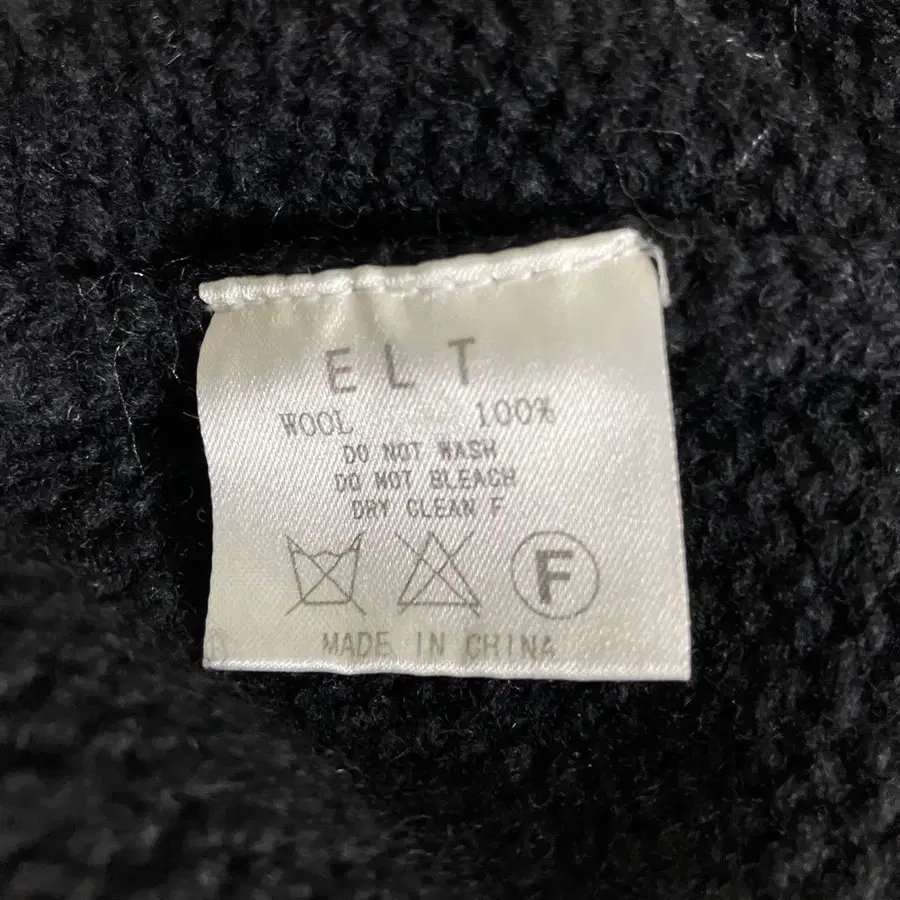 ELT
WOOL 100%
DO NOT WASH
DO NOT BLEACH
DRY CLEAN F
F
MADE IN CHINA